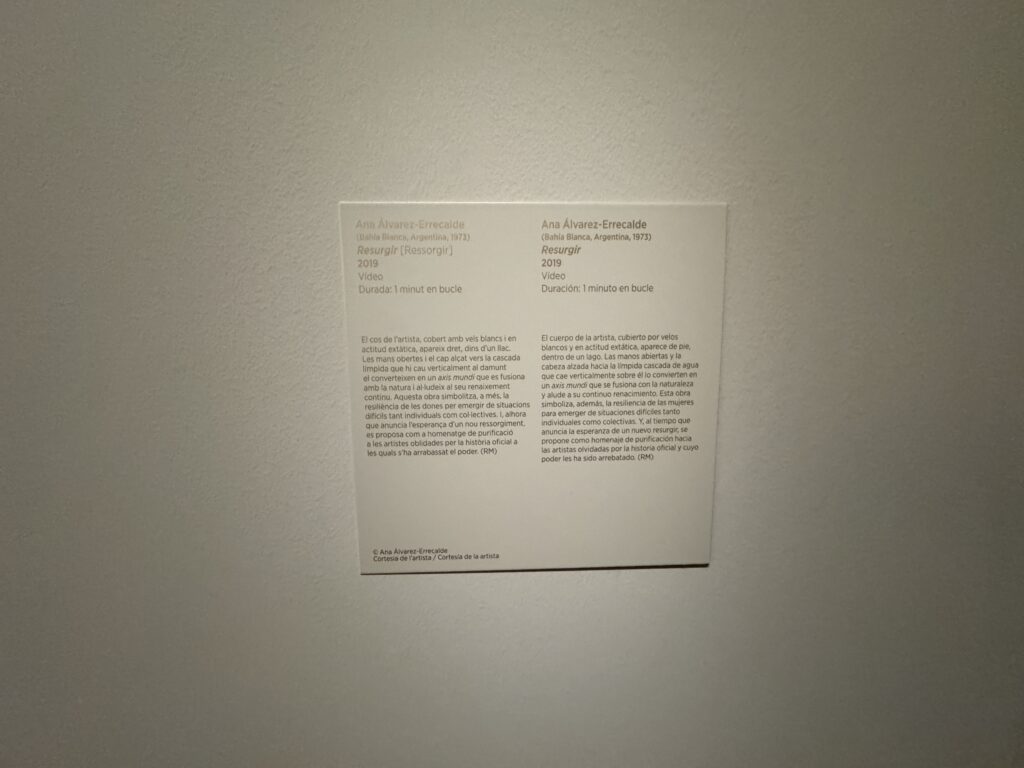 Ana Álvarez-Errecalde
(Bahía Blanca, Argentina, 1973)
Resurgir [Ressorgir]
2019
Vídeo
Durada: 1 minut en bucle
El cos de l'artista, cobert amb vels blancs i en
actitud extàtica, apareix dret, dins d'un llac.
Les mans obertes i el cap alçat vers la cascada
límpida que hi cau verticalment al damunt
el converteixen en un axis mundi que es fusiona
amb la natura i al·ludeix al seu renaixement
continu. Aquesta obra simbolitza, a més, la
resiliència de les dones per emergir de situacions
difícils tant individuals com col·lectives. I, alhora
que anuncia l'esperança d'un nou ressorgiment,
es proposa com a homenatge de purificació
a les artistes oblidades per la història oficial a
les quals s'ha arrabassat el poder. (RM)
Ana Álvarez-Errecalde
(Bahía Blanca, Argentina, 1973)
Resurgir
2019
Vídeo
Duración: 1 minuto en bucle
El cuerpo de la artista, cubierto por velos
blancos y en actitud extática, aparece de pie,
dentro de un lago. Las manos abiertas y la
cabeza alzada hacia la límpida cascada de agua
que cae verticalmente sobre él lo convierten en
un axis mundi que se fusiona con la naturaleza
y alude a su continuo renacimiento. Esta obra
simboliza, además, la resiliencia de las mujeres
para emerger de situaciones difíciles tanto
individuales como colectivas. Y, al tiempo que
anuncia la esperanza de un nuevo resurgir, se
propone como homenaje de purificación hacia
las artistas olvidadas por la historia oficial y cuyo
poder les ha sido arrebatado. (RM)
© Ana Álvarez-Errecalde
Cortesia de l'artista / Cortesía de la artista